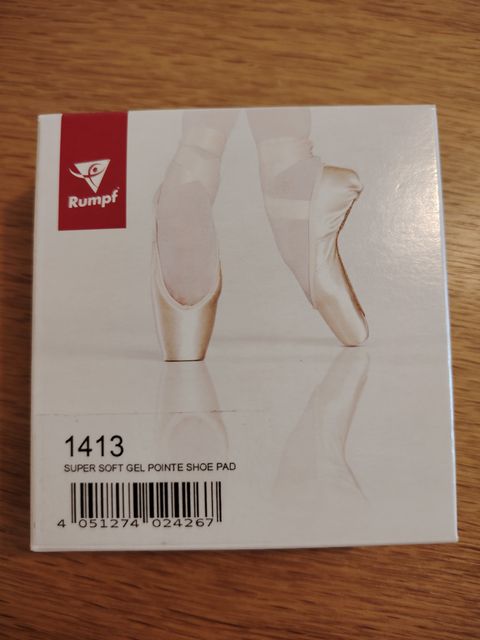 Rumpf
1413
SUPER SOFT GEL POINTE SHOE PAD
4 051274 024267